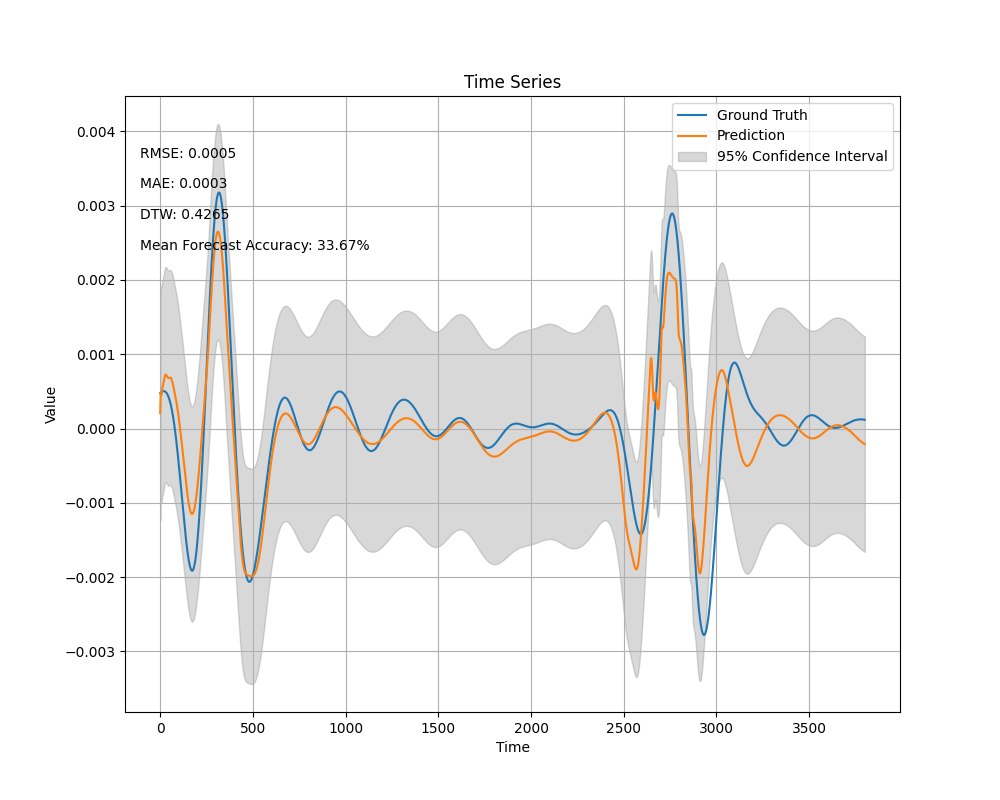 Time Series
Ground Truth
Prediction
95% Confidence Interval
RMSE: 0.0005
MAE: 0.0003
DTW: 0.4265
Mean Forecast Accuracy: 33.67%
0.004
0.003
0.002
0.001
0.000
−0.001
−0.002
−0.003
Value
0 500 1000 1500 2000 2500 3000 3500
Time